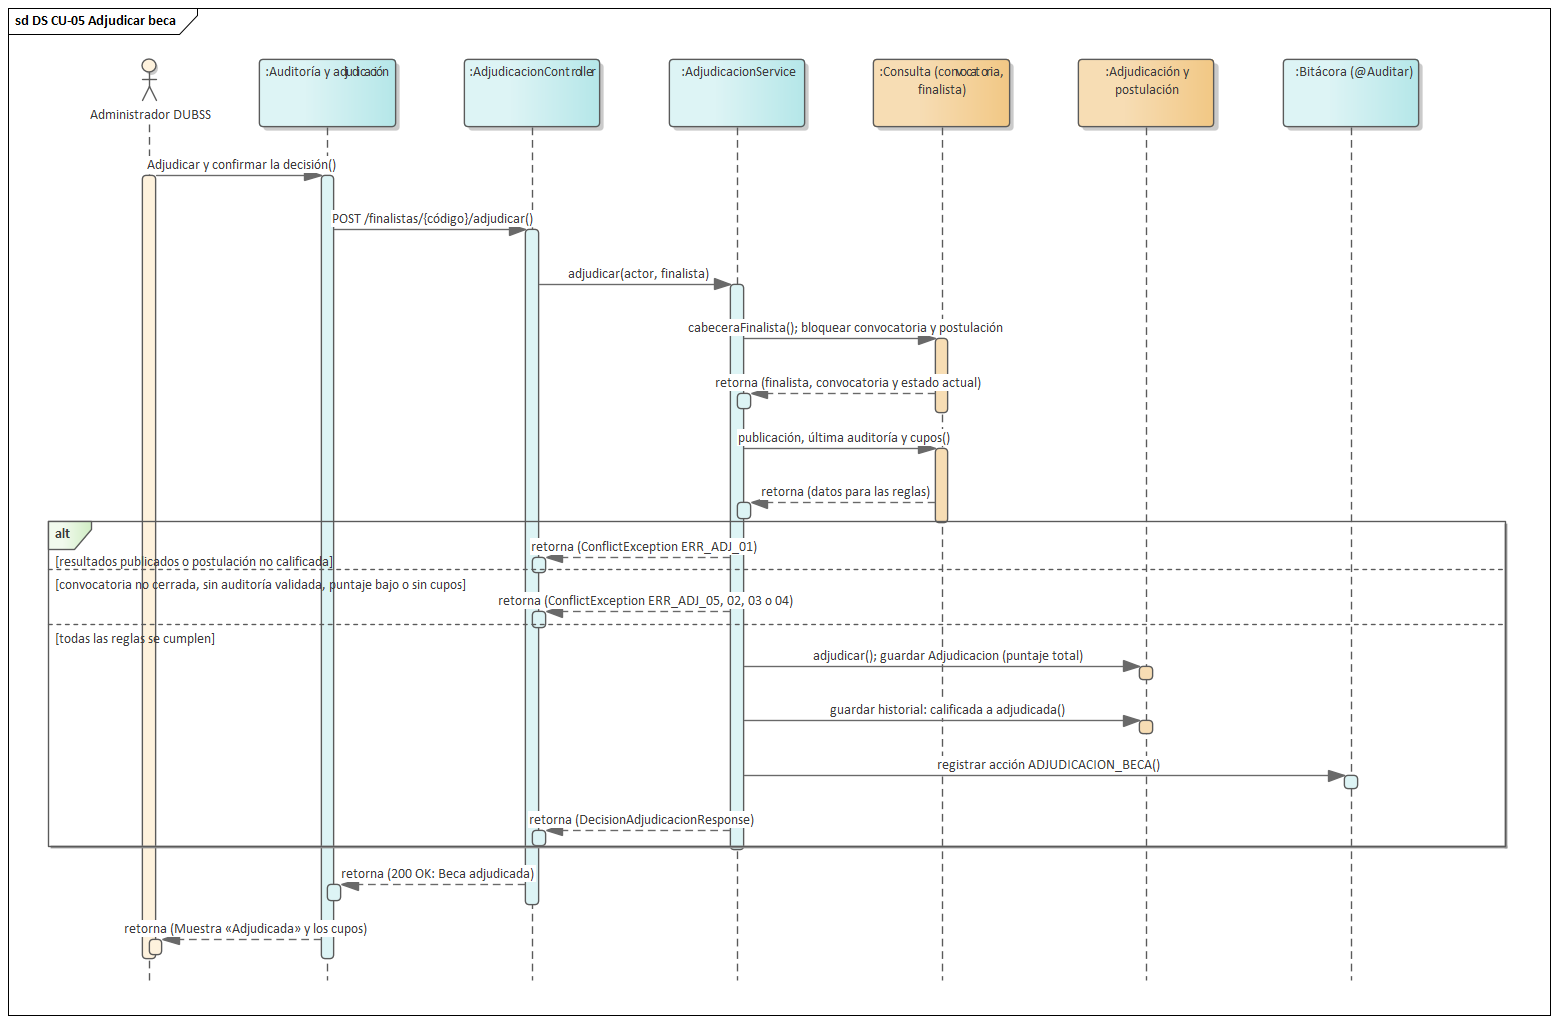 sd DS CU-05 Adjudicar beca
Administrador DUBSS
:Auditoría y adjudicación
:AdjudicacionController
:AdjudicacionService
:Consulta (convocatoria,
finalista)
:Adjudicación y
postulación
:Bitácora (@Auditar)
Adjudicar y confirmar la decisión()
POST /finalistas/{código}/adjudicar()
adjudicar(actor, finalista)
cabeceraFinalista(); bloquear convocatoria y postulación
retorna (finalista, convocatoria y estado actual)
publicación, última auditoría y cupos()
retorna (datos para las reglas)
alt
retorna (ConflictException ERR_ADJ_01)
[resultados publicados o postulación no calificada]
[convocatoria no cerrada, sin auditoría validada, puntaje bajo o sin cupos]
retorna (ConflictException ERR_ADJ_05, 02, 03 o 04)
[todas las reglas se cumplen]
adjudicar(); guardar Adjudicacion (puntaje total)
guardar historial: calificada a adjudicada()
registrar acción ADJUDICACION_BECA()
retorna (DecisionAdjudicacionResponse)
retorna (200 OK: Beca adjudicada)
retorna (Muestra «Adjudicada» y los cupos)